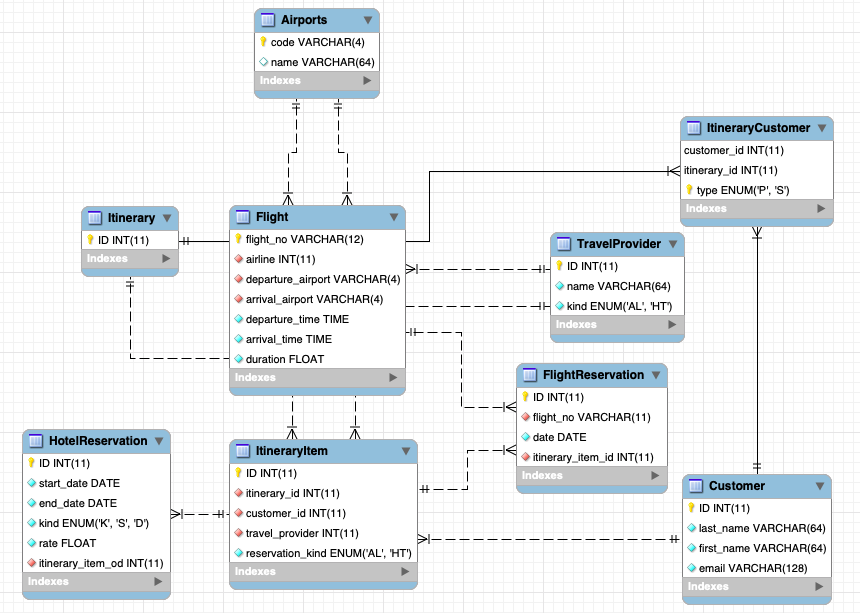 Airports
code VARCHAR(4)
name VARCHAR(64)
Indexes
ItineraryCustomer
customer_id INT(11)
itinerary_id INT(11)
type ENUM('P', 'S')
Indexes
Itinerary
ID INT(11)
Indexes
Flight
flight_no VARCHAR(12)
airline INT(11)
departure_airport VARCHAR(4)
arrival_airport VARCHAR(4)
departure_time TIME
arrival_time TIME
duration FLOAT
Indexes
TravelProvider
ID INT(11)
name VARCHAR(64)
kind ENUM('AL', 'HT')
Indexes
FlightReservation
ID INT(11)
flight_no VARCHAR(11)
date DATE
itinerary_item_id INT(11)
Indexes
HotelReservation
ID INT(11)
start_date DATE
end_date DATE
kind ENUM('K', 'S', 'D')
rate FLOAT
itinerary_item_od INT(11)
Indexes
ItineraryItem
ID INT(11)
itinerary_id INT(11)
customer_id INT(11)
travel_provider INT(11)
reservation_kind ENUM('AL', 'HT')
Indexes
Customer
ID INT(11)
last_name VARCHAR(64)
first_name VARCHAR(64)
email VARCHAR(128)
Indexes